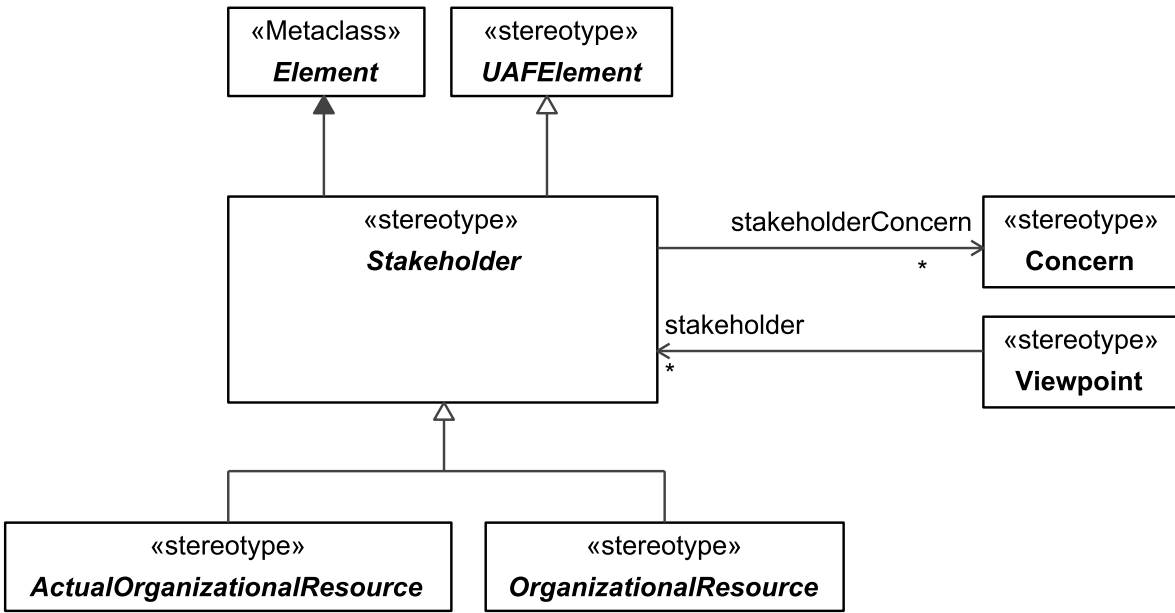 «Metaclass»
Element
«stereotype»
UAFElement
«stereotype»
Stakeholder
stakeholderConcern
*
«stereotype»
Concern
stakeholder
*
«stereotype»
Viewpoint
«stereotype»
ActualOrganizationalResource
«stereotype»
OrganizationalResource